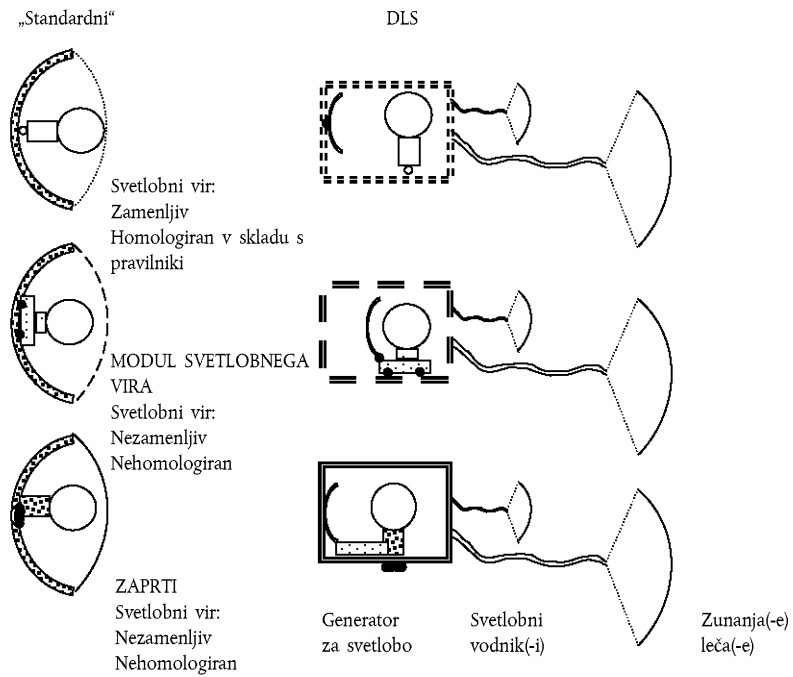 „Standardni“
DLS
Svetlobni vir:
Zamenljiv
Homologiran v skladu s
pravilniki
MODUL SVETLOBNEGA
VIRA
Svetlobni vir:
Nezamenljiv
Nehomologiran
ZAPRTI
Svetlobni vir:
Nezamenljiv
Nehomologiran
Generator
za svetlobo
Svetlobni
vodnik(-i)
Zunanja(-e)
leča(-e)